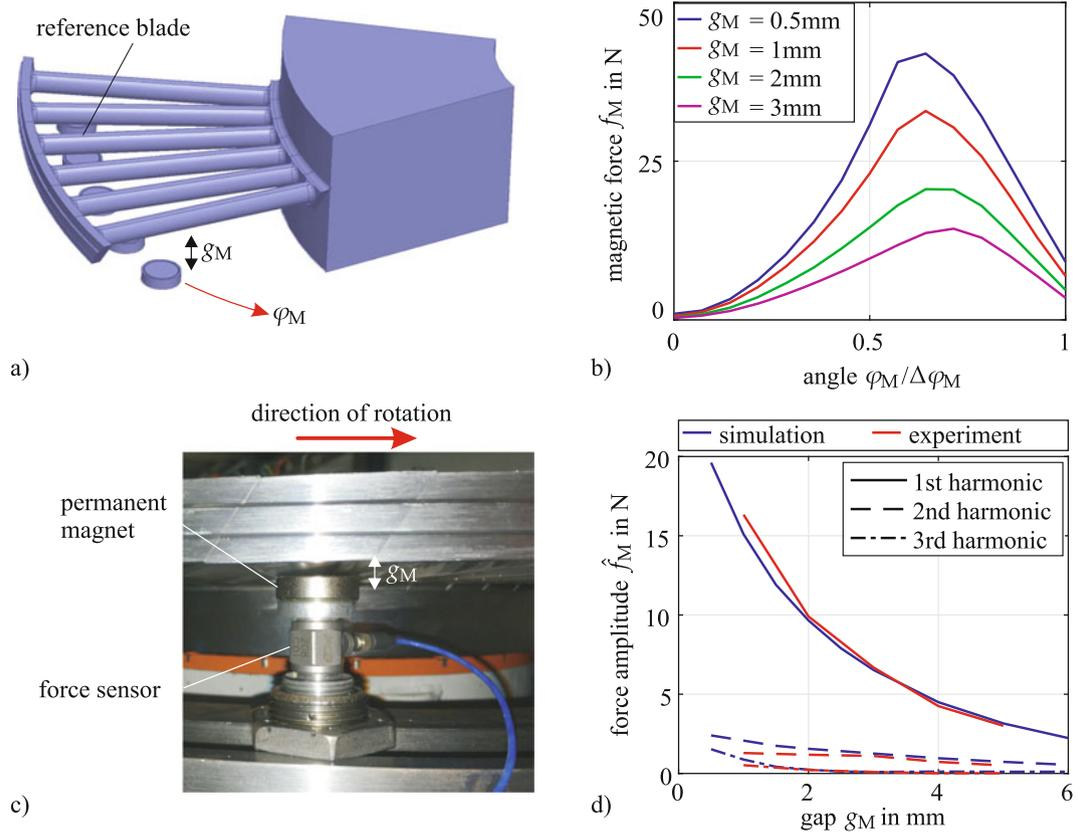 reference blade
gM
φM
a)
magnetic force fM in N
50
25
0
gM = 0.5mm
gM = 1mm
gM = 2mm
gM = 3mm
0
0.5
1
angle φM/ΔφM
b)
direction of rotation
permanent
magnet
gM
force sensor
c)
simulation
experiment
force amplitude f̂M in N
20
15
10
5
0
1st harmonic
2nd harmonic
3rd harmonic
0
2
4
6
gap gM in mm
d)